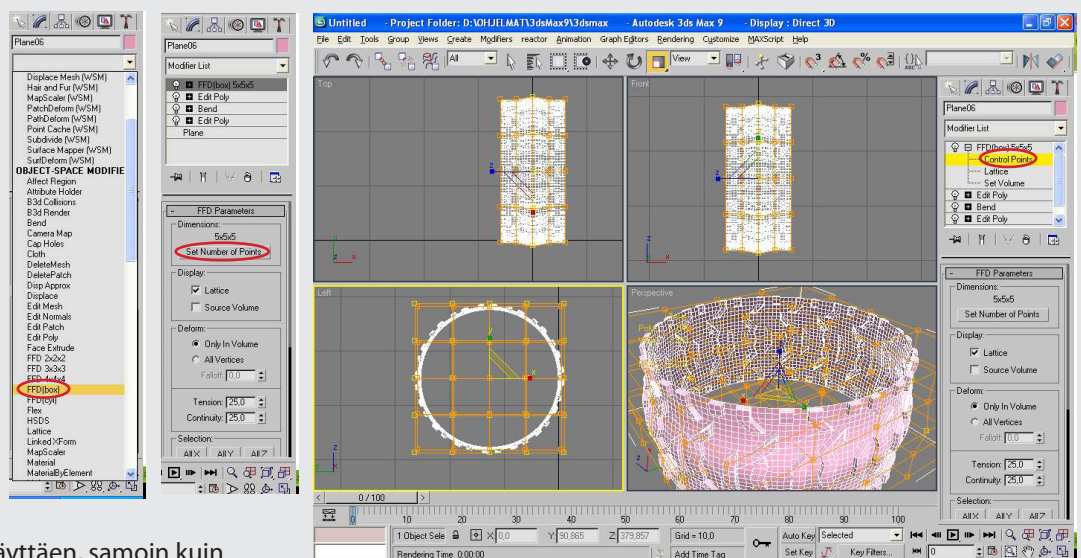 Plane06
Displace Mesh (WSM)
Hair and Fur (WSM)
MapScaler (WSM)
PatchDeform (WSM)
PathDeform (WSM)
Point Cache (WSM)
Subdivide (WSM)
Surface Mapper (WSM)
SurfDeform (WSM)
OBJECT-SPACE MODIFIE
Affect Region
Attribute Holder
B3d Collisions
B3d Render
Bend
Camera Map
Cap Holes
Cloth
DeleteMesh
DeletePatch
Disp Approx
Displace
Edit Mesh
Edit Normals
Edit Patch
Edit Poly
Face Extrude
FFD 2x2x2
FFD 3x3x3
FFD 4x4x4
FFD(box)
FFD(cyl)
Flex
HSDS
Lattice
Linked XForm
MapScaler
Material
MaterialByElement
Plane06
Modifier List
FFD(box) 5x5x5
Edit Poly
Bend
Edit Poly
Plane
FFD Parameters
Dimensions:
5x5x5
Set Number of Points
Display:
Lattice
Source Volume
Deform:
Only In Volume
All Vertices
Falloff: 0,0
Tension: 25,0
Continuity: 25,0
Selection:
All X All Y All Z
Untitled - Project Folder: D:\OHJELMAT\3dsMax9\3dsmax - Autodesk 3ds Max 9 - Display : Direct 3D
File Edit Tools Group Views Create Modifiers reactor Animation Graph Editors Rendering Customize MAXScript Help
All View
Top
Front
Left
Perspective
z x
z x
y x
z x
Plane06
Modifier List
FFD(box) 5x5x5
Control Points
Lattice
Set Volume
Edit Poly
Bend
Edit Poly
FFD Parameters
Dimensions:
5x5x5
Set Number of Points
Display:
Lattice
Source Volume
Deform:
Only In Volume
All Vertices
Falloff: 0,0
Tension: 25,0
Continuity: 25,0
Selection:
All X All Y All Z
0 / 100
0 10 20 30 40 50 60 70 80 90 100
1 Object Sele X: 0,0 Y: 90,865 Z: 379,857 Grid = 10,0 Auto Key Selected
Rendering Time 0:00:00 Add Time Tag Set Key Key Filters... 0
äyttäen, samoin kuin